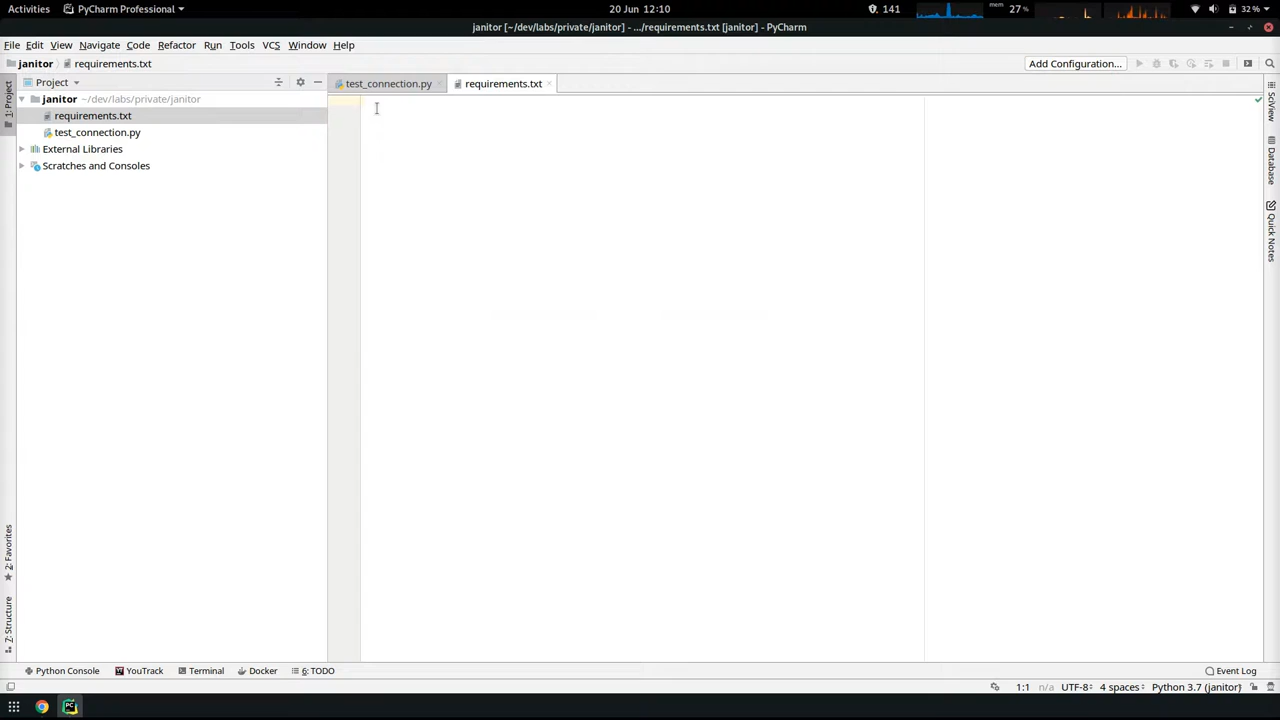 Activities PyCharm Professional 20 Jun 12:10 141 mem 27 % 32 %
janitor [~/dev/labs/private/janitor] - .../requirements.txt [janitor] - PyCharm
File Edit View Navigate Code Refactor Run Tools VCS Window Help
janitor requirements.txt Add Configuration...
Project test_connection.py requirements.txt
janitor ~/dev/labs/private/janitor
requirements.txt
test_connection.py
External Libraries
Scratches and Consoles
1: Project
2: Favorites
7: Structure
SciView
Database
Quick Notes
Python Console YouTrack Terminal Docker 6: TODO Event Log
1:1 n/a UTF-8 4 spaces Python 3.7 (janitor)
PC